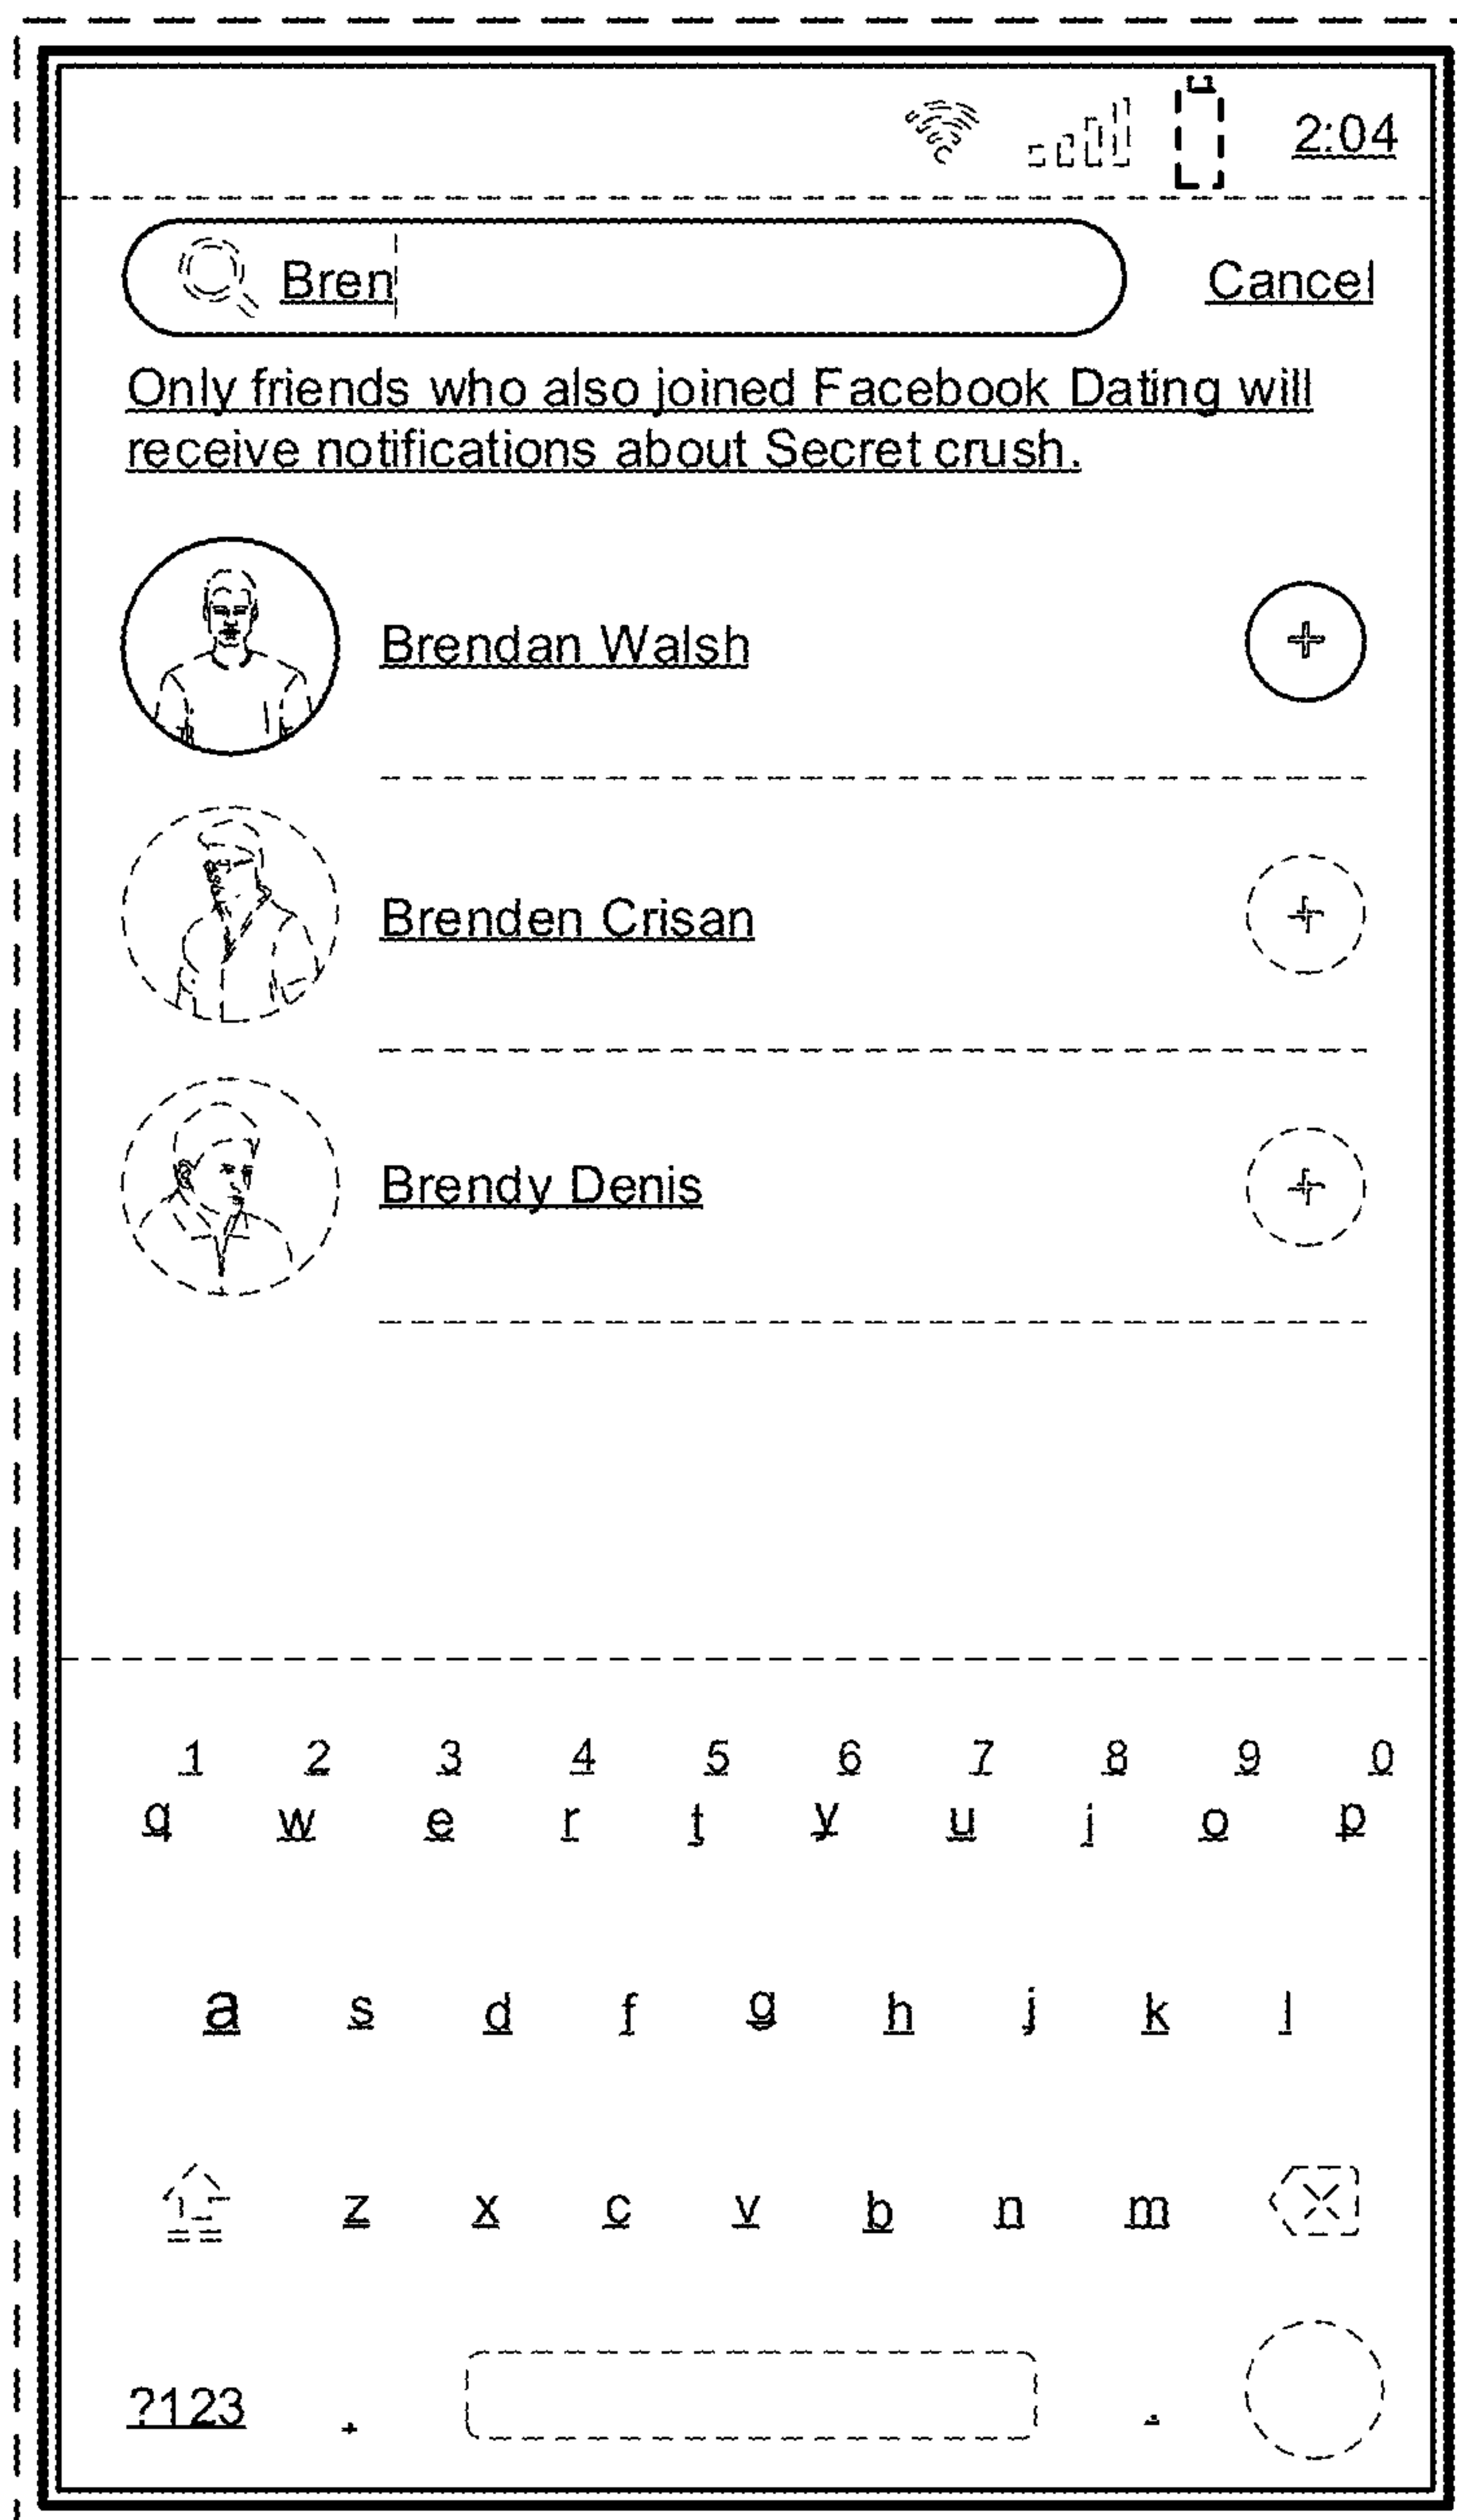 2:04
Bren
Cancel
Only friends who also joined Facebook Dating will
receive notifications about Secret crush.
Brendan Walsh
Brenden Crisan
Brendy Denis
1 2 3 4 5 6 7 8 9 0
q w e r t y u i o p
a s d f g h j k l
z x c v b n m
?123 , .